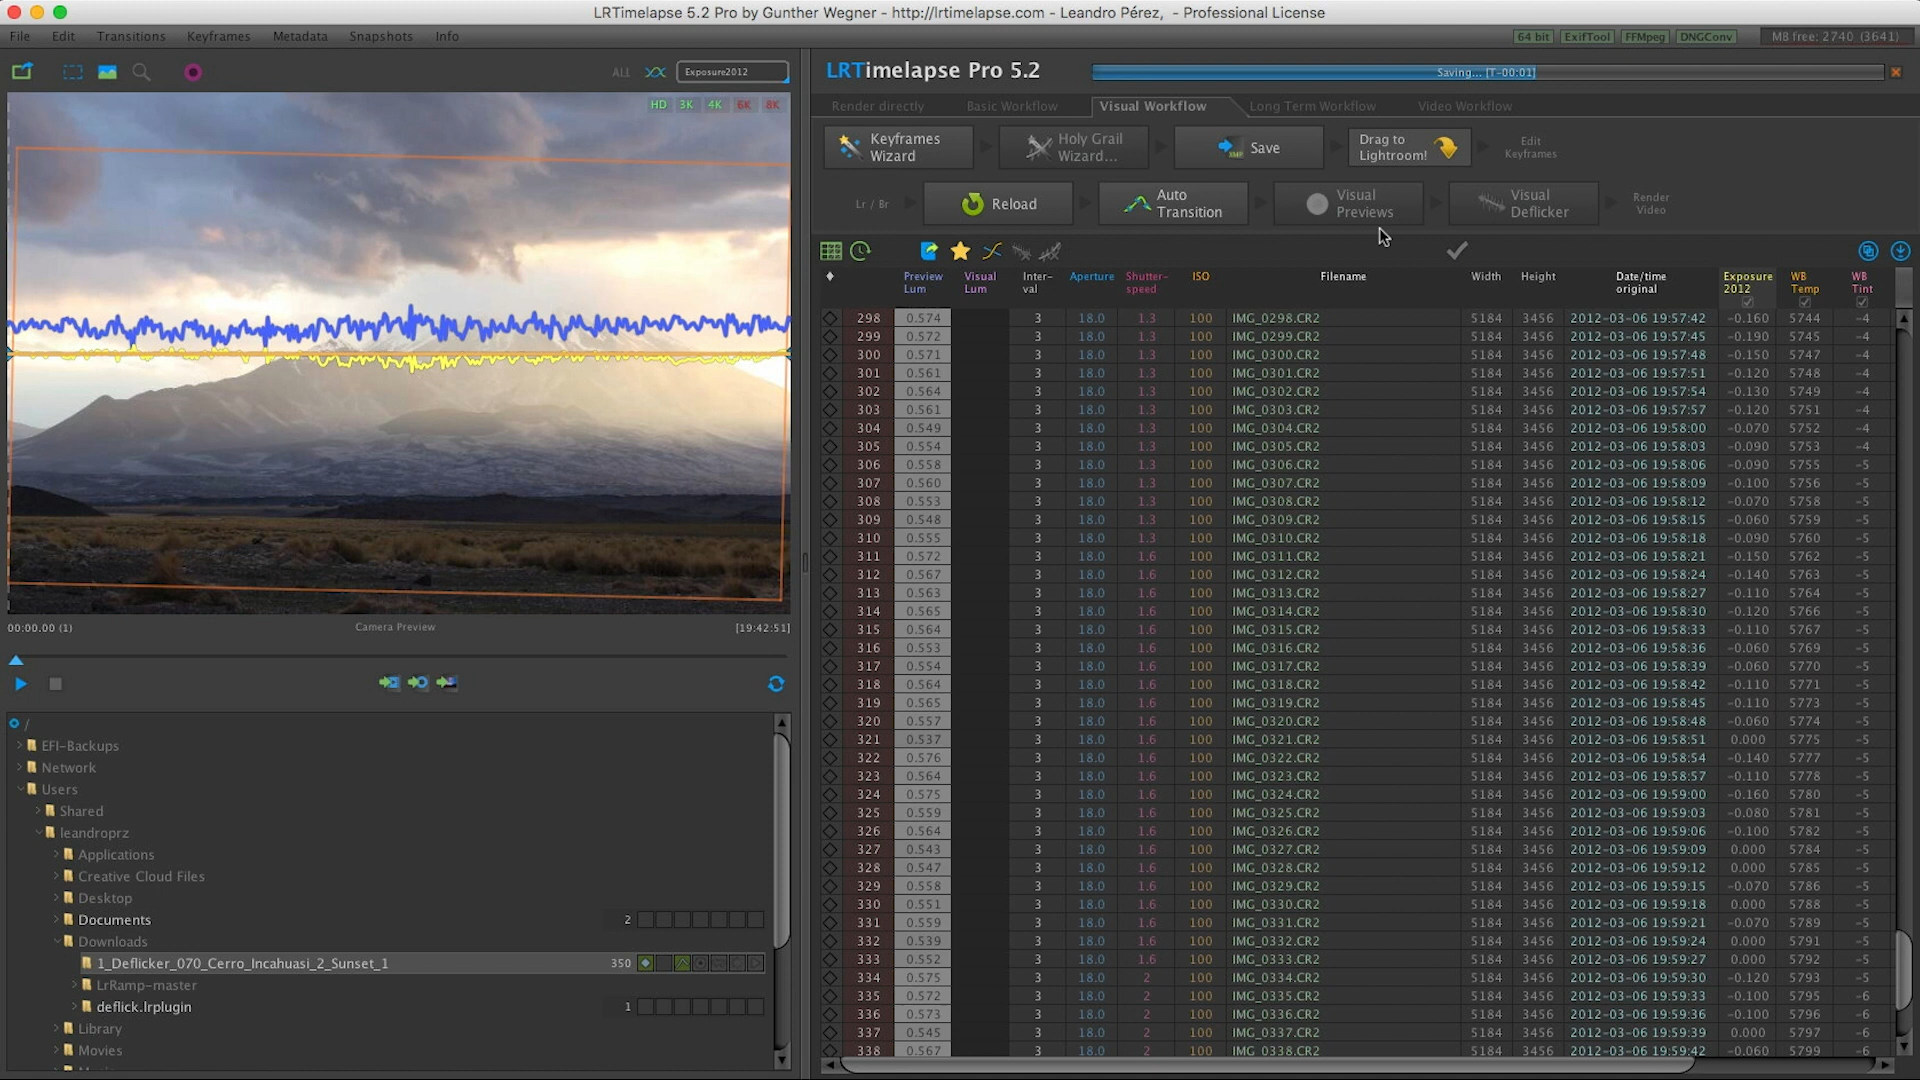 LRTimelapse 5.2 Pro by Gunther Wegner - http://lrtimelapse.com - Leandro Pérez, - Professional License
File Edit Transitions Keyframes Metadata Snapshots Info
64 bit ExifTool FFMpeg DNGConv MB free: 2740 (3641)
ALL Exposure2012
HD 3K 4K 6K 8K
00:00.00 (1) Camera Preview [19:42:51]
/
EFI-Backups
Network
Users
Shared
leandroprz
Applications
Creative Cloud Files
Desktop
Documents 2
Downloads
1_Deflicker_070_Cerro_Incahuasi_2_Sunset_1 350
LrRamp-master
deflick.lrplugin 1
Library
Movies
LRTimelapse Pro 5.2
Saving... [T-00:01]
Render directly Basic Workflow Visual Workflow Long Term Workflow Video Workflow
Keyframes Wizard Holy Grail Wizard... Save Drag to Lightroom! Edit Keyframes
Lr / Br Reload Auto Transition Visual Previews Visual Deflicker Render Video
Preview Lum Visual Lum Inter-val Aperture Shutter-speed ISO Filename Width Height Date/time original Exposure 2012 WB Temp WB Tint
298 0.574 3 18.0 1.3 100 IMG_0298.CR2 5184 3456 2012-03-06 19:57:42 -0.160 5744 -4
299 0.572 3 18.0 1.3 100 IMG_0299.CR2 5184 3456 2012-03-06 19:57:45 -0.190 5745 -4
300 0.571 3 18.0 1.3 100 IMG_0300.CR2 5184 3456 2012-03-06 19:57:48 -0.150 5747 -4
301 0.561 3 18.0 1.3 100 IMG_0301.CR2 5184 3456 2012-03-06 19:57:51 -0.120 5748 -4
302 0.564 3 18.0 1.3 100 IMG_0302.CR2 5184 3456 2012-03-06 19:57:54 -0.130 5749 -4
303 0.561 3 18.0 1.3 100 IMG_0303.CR2 5184 3456 2012-03-06 19:57:57 -0.120 5751 -4
304 0.549 3 18.0 1.3 100 IMG_0304.CR2 5184 3456 2012-03-06 19:58:00 -0.070 5752 -4
305 0.554 3 18.0 1.3 100 IMG_0305.CR2 5184 3456 2012-03-06 19:58:03 -0.090 5753 -4
306 0.558 3 18.0 1.3 100 IMG_0306.CR2 5184 3456 2012-03-06 19:58:06 -0.090 5755 -5
307 0.560 3 18.0 1.3 100 IMG_0307.CR2 5184 3456 2012-03-06 19:58:09 -0.100 5756 -5
308 0.553 3 18.0 1.3 100 IMG_0308.CR2 5184 3456 2012-03-06 19:58:12 -0.070 5758 -5
309 0.548 3 18.0 1.3 100 IMG_0309.CR2 5184 3456 2012-03-06 19:58:15 -0.060 5759 -5
310 0.555 3 18.0 1.3 100 IMG_0310.CR2 5184 3456 2012-03-06 19:58:18 -0.090 5760 -5
311 0.572 3 18.0 1.6 100 IMG_0311.CR2 5184 3456 2012-03-06 19:58:21 -0.150 5762 -5
312 0.567 3 18.0 1.6 100 IMG_0312.CR2 5184 3456 2012-03-06 19:58:24 -0.140 5763 -5
313 0.563 3 18.0 1.6 100 IMG_0313.CR2 5184 3456 2012-03-06 19:58:27 -0.110 5764 -5
314 0.565 3 18.0 1.6 100 IMG_0314.CR2 5184 3456 2012-03-06 19:58:30 -0.120 5766 -5
315 0.564 3 18.0 1.6 100 IMG_0315.CR2 5184 3456 2012-03-06 19:58:33 -0.110 5767 -5
316 0.553 3 18.0 1.6 100 IMG_0316.CR2 5184 3456 2012-03-06 19:58:36 -0.060 5769 -5
317 0.554 3 18.0 1.6 100 IMG_0317.CR2 5184 3456 2012-03-06 19:58:39 -0.060 5770 -5
318 0.564 3 18.0 1.6 100 IMG_0318.CR2 5184 3456 2012-03-06 19:58:42 -0.110 5771 -5
319 0.565 3 18.0 1.6 100 IMG_0319.CR2 5184 3456 2012-03-06 19:58:45 -0.110 5773 -5
320 0.557 3 18.0 1.6 100 IMG_0320.CR2 5184 3456 2012-03-06 19:58:48 -0.060 5774 -5
321 0.537 3 18.0 1.6 100 IMG_0321.CR2 5184 3456 2012-03-06 19:58:51 0.000 5775 -5
322 0.576 3 18.0 1.6 100 IMG_0322.CR2 5184 3456 2012-03-06 19:58:54 -0.140 5777 -5
323 0.564 3 18.0 1.6 100 IMG_0323.CR2 5184 3456 2012-03-06 19:58:57 -0.110 5778 -5
324 0.575 3 18.0 1.6 100 IMG_0324.CR2 5184 3456 2012-03-06 19:59:00 -0.160 5780 -5
325 0.559 3 18.0 1.6 100 IMG_0325.CR2 5184 3456 2012-03-06 19:59:03 -0.080 5781 -5
326 0.564 3 18.0 1.6 100 IMG_0326.CR2 5184 3456 2012-03-06 19:59:06 -0.100 5782 -5
327 0.543 3 18.0 1.6 100 IMG_0327.CR2 5184 3456 2012-03-06 19:59:09 0.000 5784 -5
328 0.547 3 18.0 1.6 100 IMG_0328.CR2 5184 3456 2012-03-06 19:59:12 0.000 5785 -5
329 0.558 3 18.0 1.6 100 IMG_0329.CR2 5184 3456 2012-03-06 19:59:15 -0.070 5786 -5
330 0.551 3 18.0 1.6 100 IMG_0330.CR2 5184 3456 2012-03-06 19:59:18 0.000 5788 -5
331 0.559 3 18.0 1.6 100 IMG_0331.CR2 5184 3456 2012-03-06 19:59:21 -0.070 5789 -5
332 0.539 3 18.0 1.6 100 IMG_0332.CR2 5184 3456 2012-03-06 19:59:24 0.000 5791 -5
333 0.552 3 18.0 1.6 100 IMG_0333.CR2 5184 3456 2012-03-06 19:59:27 0.000 5792 -5
334 0.575 3 18.0 2 100 IMG_0334.CR2 5184 3456 2012-03-06 19:59:30 -0.120 5793 -5
335 0.572 3 18.0 2 100 IMG_0335.CR2 5184 3456 2012-03-06 19:59:33 -0.100 5795 -6
336 0.573 3 18.0 2 100 IMG_0336.CR2 5184 3456 2012-03-06 19:59:36 -0.100 5796 -6
337 0.545 3 18.0 2 100 IMG_0337.CR2 5184 3456 2012-03-06 19:59:39 0.000 5797 -6
338 0.567 3 18.0 2 100 IMG_0338.CR2 5184 3456 2012-03-06 19:59:42 -0.060 5799 -6